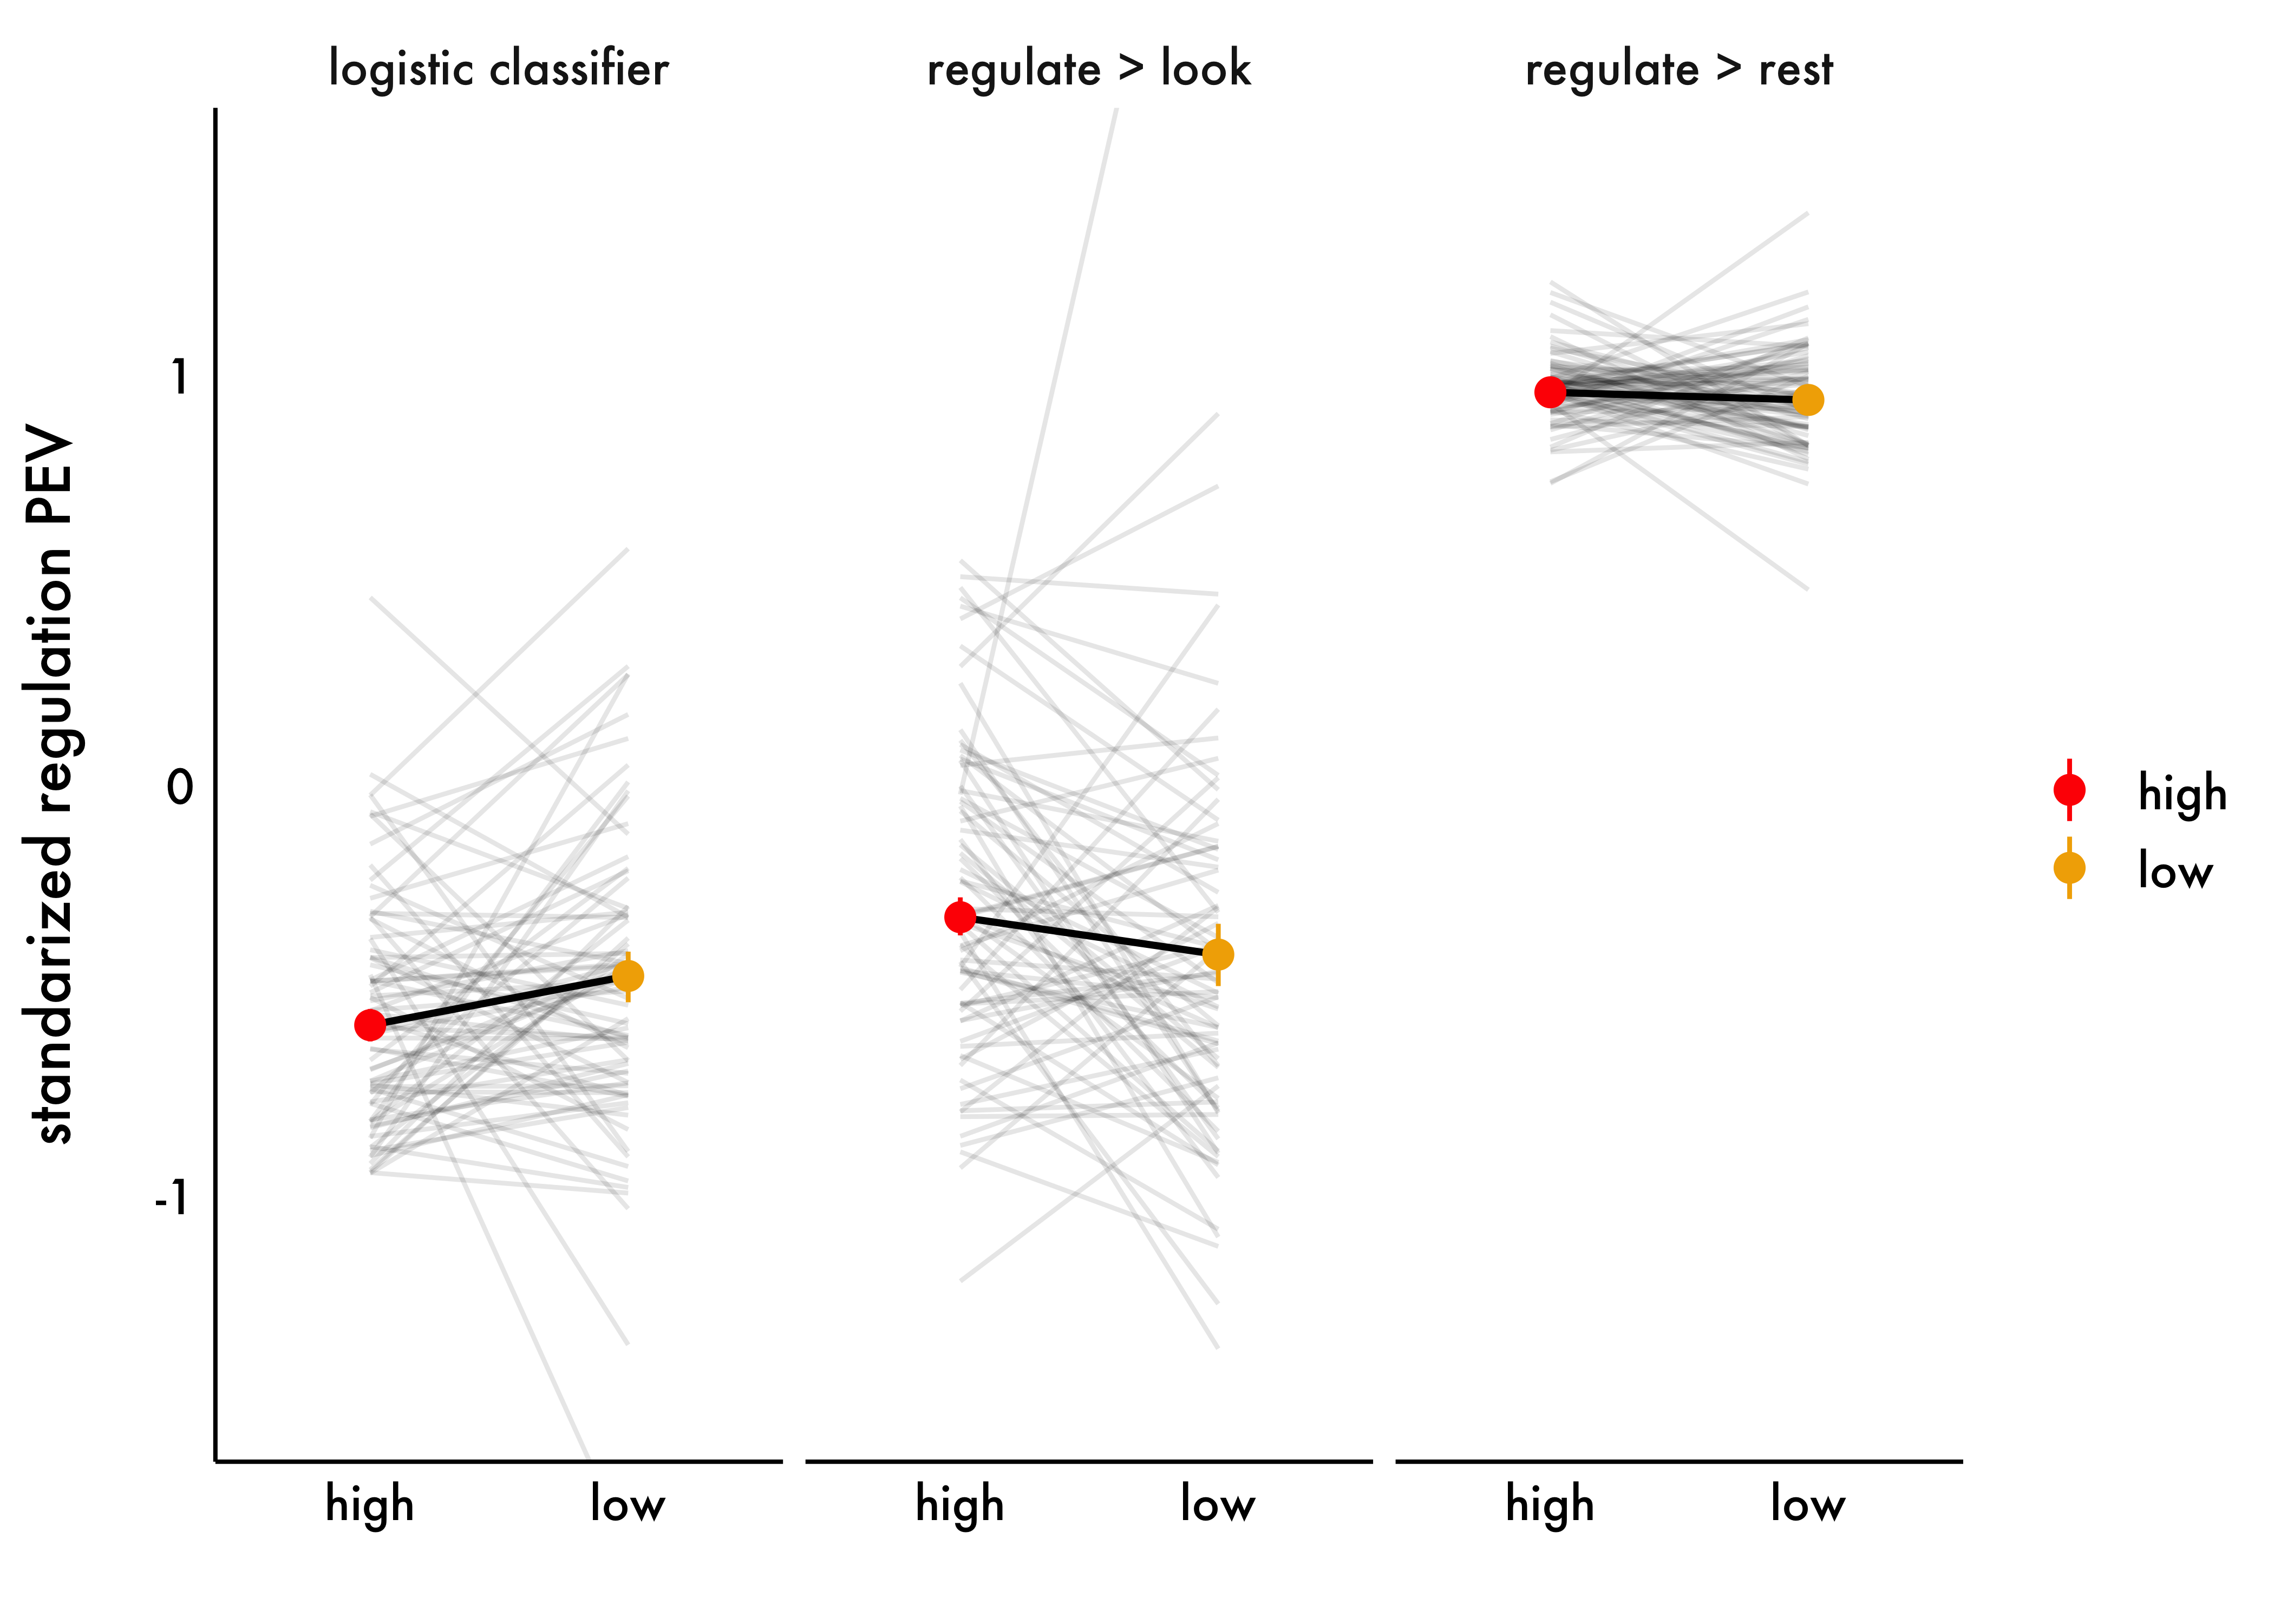 logistic classifier
regulate > look
regulate > rest
standardized regulation PEV
1
0
-1
high
low
high
low
high
low
high
low